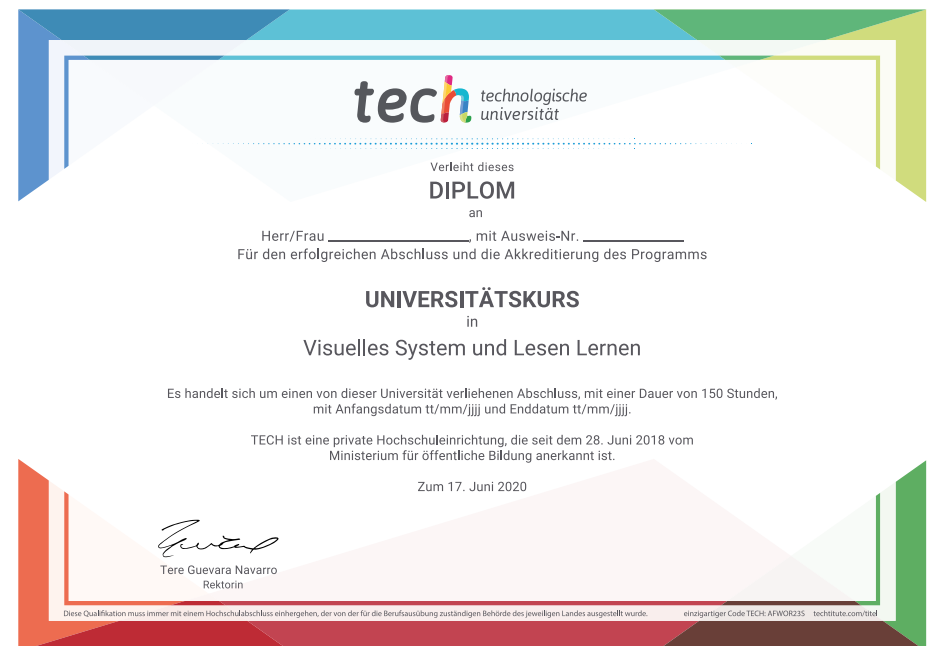 tech technologische
universität
Verleiht dieses
DIPLOM
an
Herr/Frau ____________________, mit Ausweis-Nr. ______________
Für den erfolgreichen Abschluss und die Akkreditierung des Programms
UNIVERSITÄTSKURS
in
Visuelles System und Lesen Lernen
Es handelt sich um einen von dieser Universität verliehenen Abschluss, mit einer Dauer von 150 Stunden,
mit Anfangsdatum tt/mm/jjjj und Enddatum tt/mm/jjjj.
TECH ist eine private Hochschuleinrichtung, die seit dem 28. Juni 2018 vom
Ministerium für öffentliche Bildung anerkannt ist.
Zum 17. Juni 2020
Tere Guevara Navarro
Rektorin
Diese Qualifikation muss immer mit einem Hochschulabschluss einhergehen, der von der für die Berufsausübung zuständigen Behörde des jeweiligen Landes ausgestellt wurde. einzigartiger Code TECH: AFWOR23S techtitute.com/titel